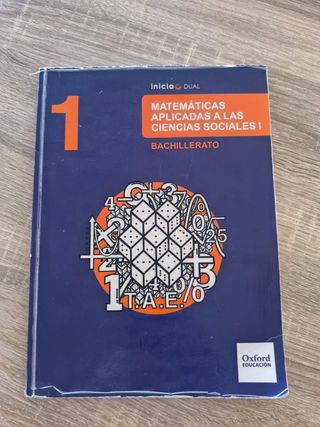 inicia DUAL
1
MATEMÁTICAS
APLICADAS A LAS
CIENCIAS SOCIALES I
BACHILLERATO
T.A.E.
Oxford
EDUCACIÓN